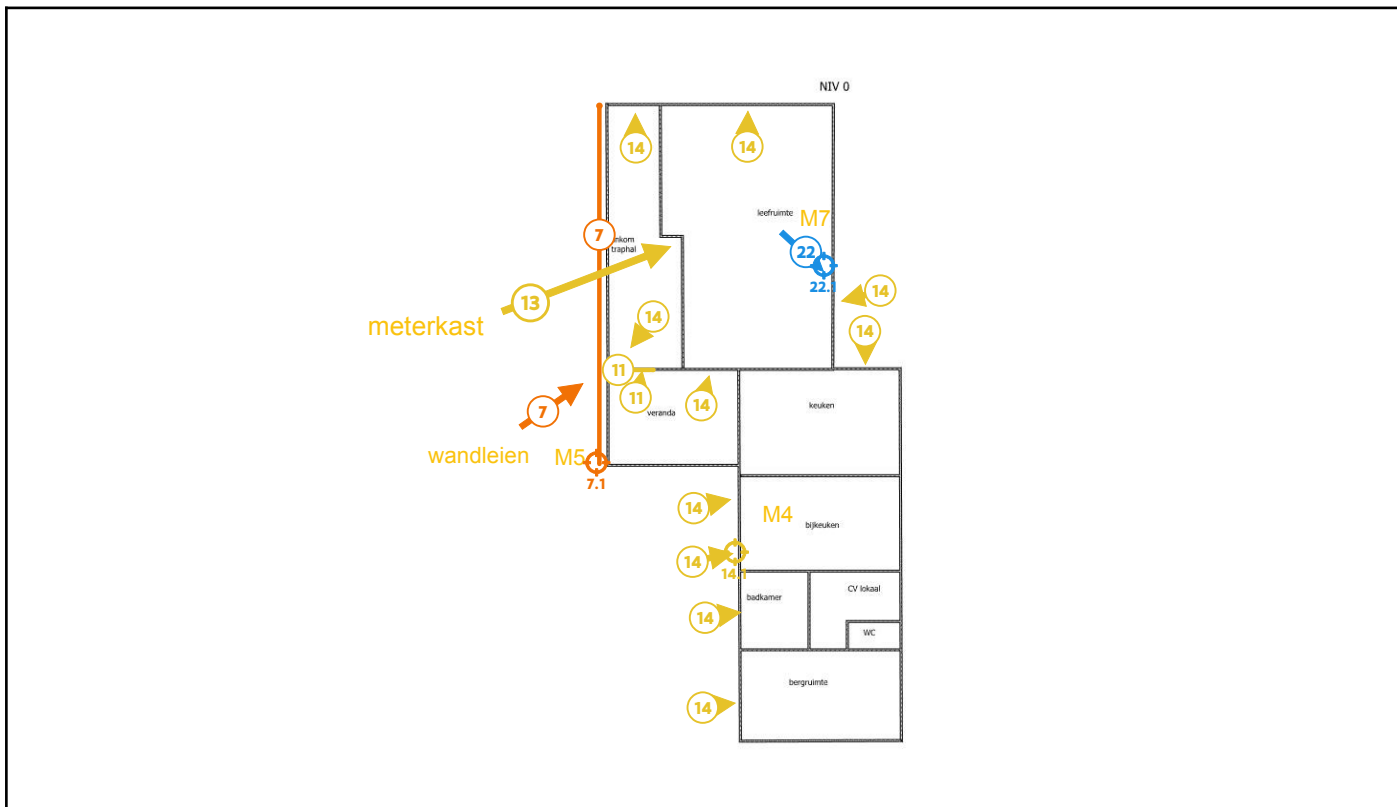 NIV 0
14
14
leefruimte
M7
7
inkom
traphal
22
22.1
13
14
meterkast
14
14
11
11
14
7
veranda
keuken
wandleien
M5
7.1
14
M4
bijkeuken
14
14.1
badkamer
CV lokaal
14
WC
bergruimte
14